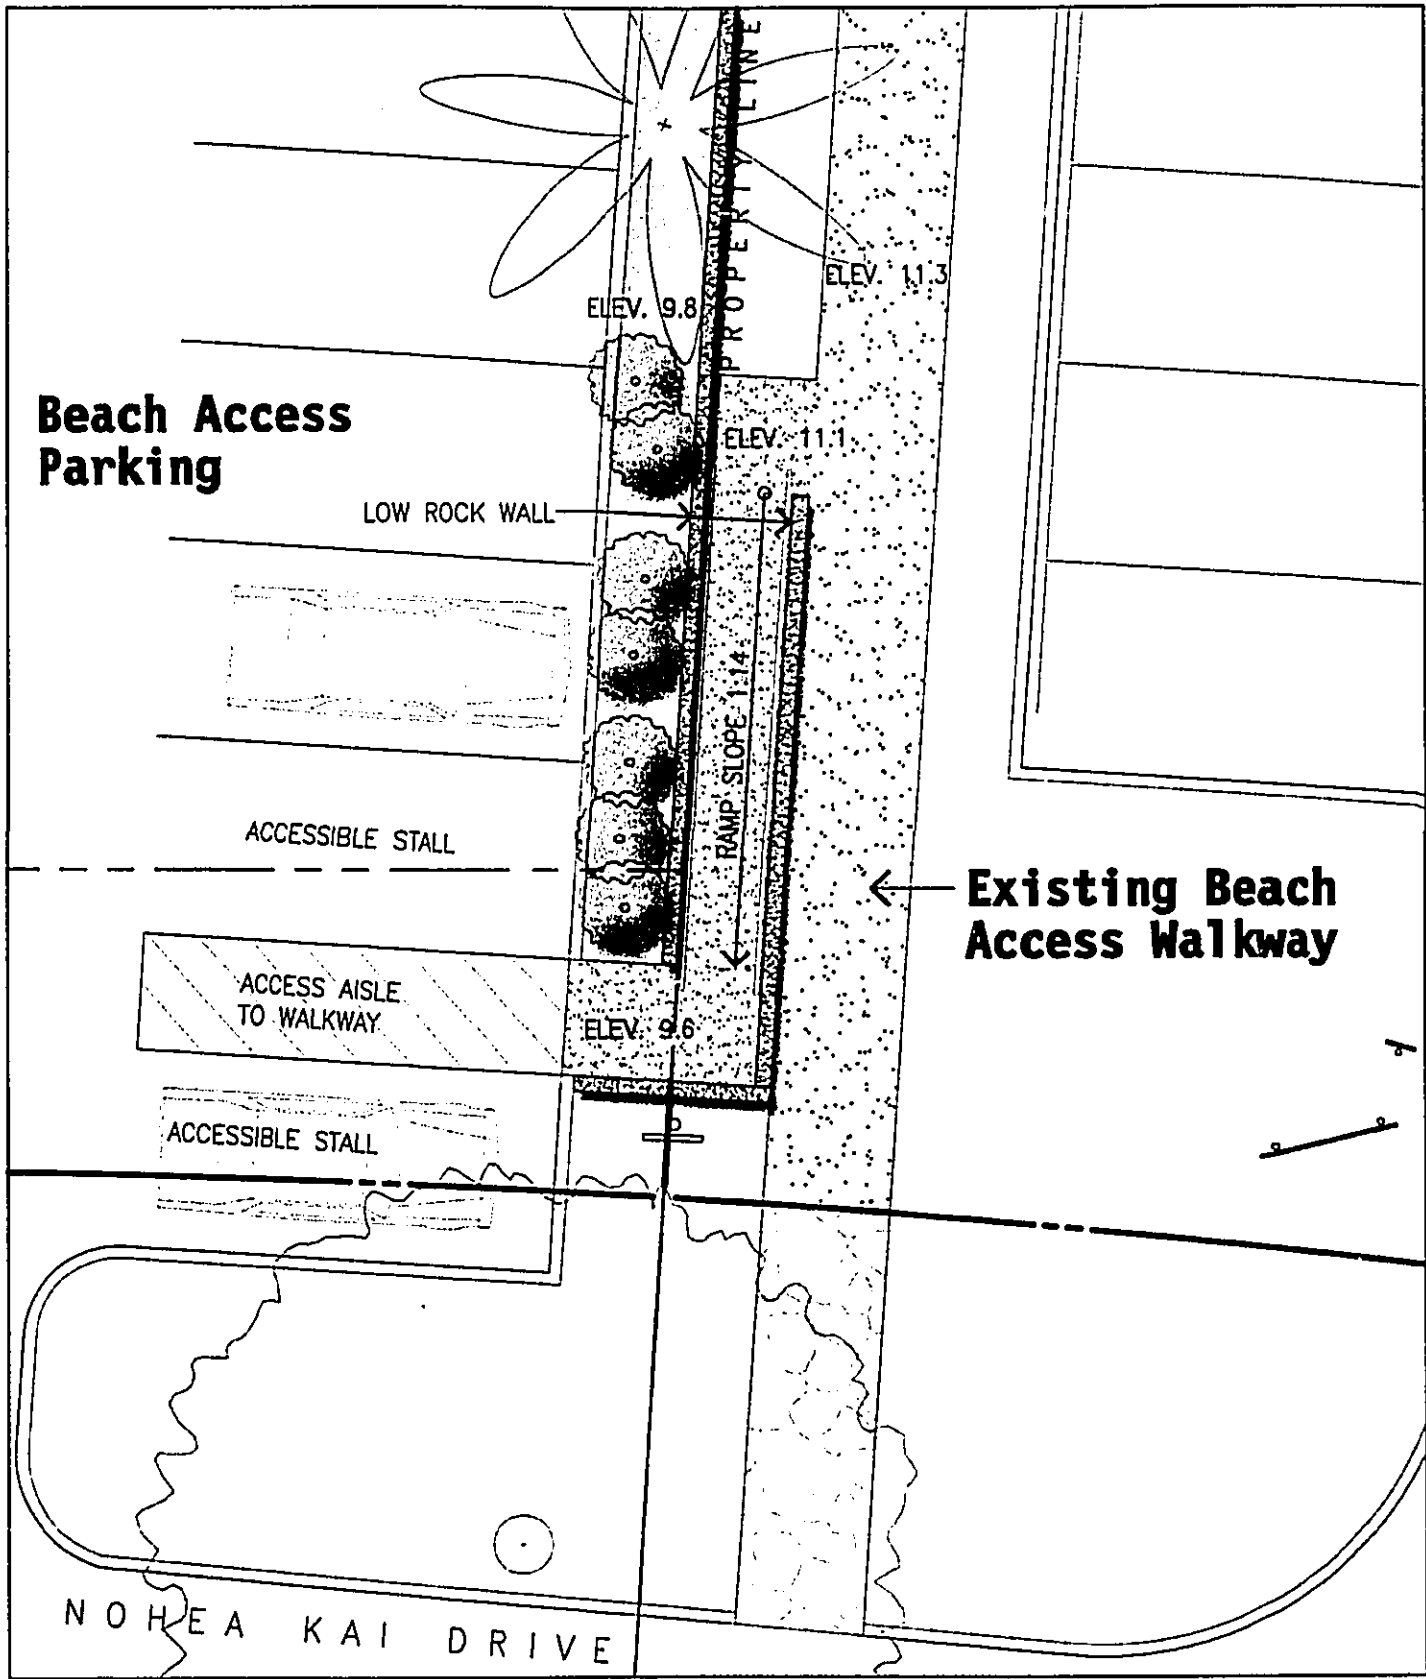 PROPERTY LINE
ELEV. 11.3
ELEV. 9.8
Beach Access
Parking
ELEV. 11.1
LOW ROCK WALL
RAMP SLOPE 1:14
ACCESSIBLE STALL
Existing Beach
Access Walkway
ACCESS AISLE
TO WALKWAY
ELEV. 9.6
ACCESSIBLE STALL
NOHEA KAI DRIVE